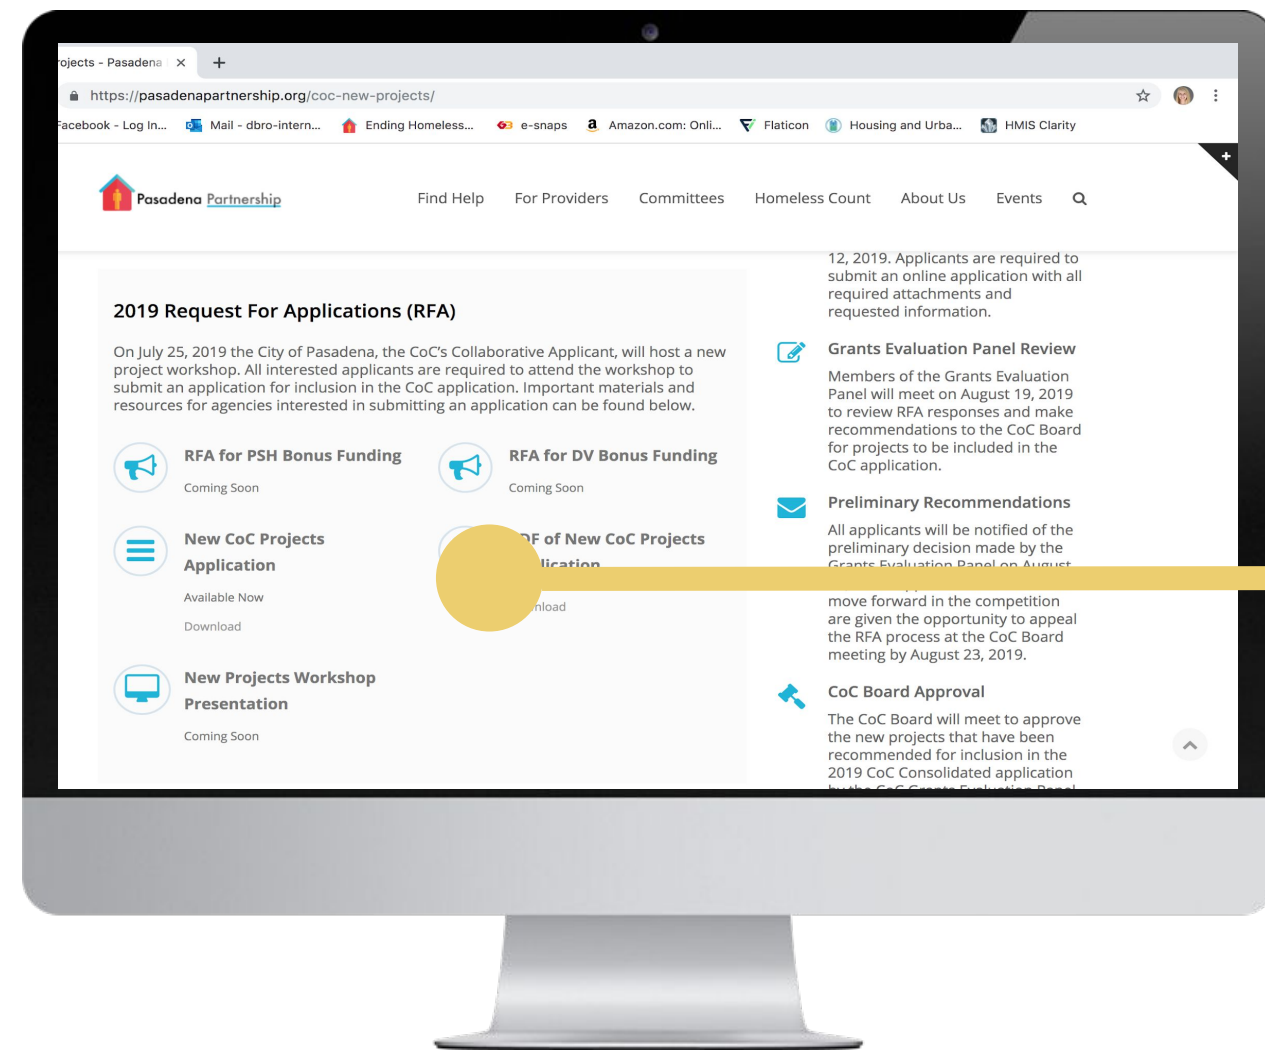 rojects - Pasadena
https://pasadenapartnership.org/coc-new-projects/
Facebook - Log In... Mail - dbro-intern... Ending Homeless... e-snaps Amazon.com: Onli... Flaticon Housing and Urba... HMIS Clarity
Pasadena Partnership
Find Help For Providers Committees Homeless Count About Us Events
2019 Request For Applications (RFA)
On July 25, 2019 the City of Pasadena, the CoC's Collaborative Applicant, will host a new
project workshop. All interested applicants are required to attend the workshop to
submit an application for inclusion in the CoC application. Important materials and
resources for agencies interested in submitting an application can be found below.
RFA for PSH Bonus Funding
Coming Soon
RFA for DV Bonus Funding
Coming Soon
New CoC Projects
Application
Available Now
Download
of New CoC Projects
New Projects Workshop
Presentation
Coming Soon
12, 2019. Applicants are required to
submit an online application with all
required attachments and
requested information.
Grants Evaluation Panel Review
Members of the Grants Evaluation
Panel will meet on August 19, 2019
to review RFA responses and make
recommendations to the CoC Board
for projects to be included in the
CoC application.
Preliminary Recommendations
All applicants will be notified of the
preliminary decision made by the
Grants Evaluation Panel on August
move forward in the competition
are given the opportunity to appeal
the RFA process at the CoC Board
meeting by August 23, 2019.
CoC Board Approval
The CoC Board will meet to approve
the new projects that have been
recommended for inclusion in the
2019 CoC Consolidated application
by the CoC Grants Evaluation Panel